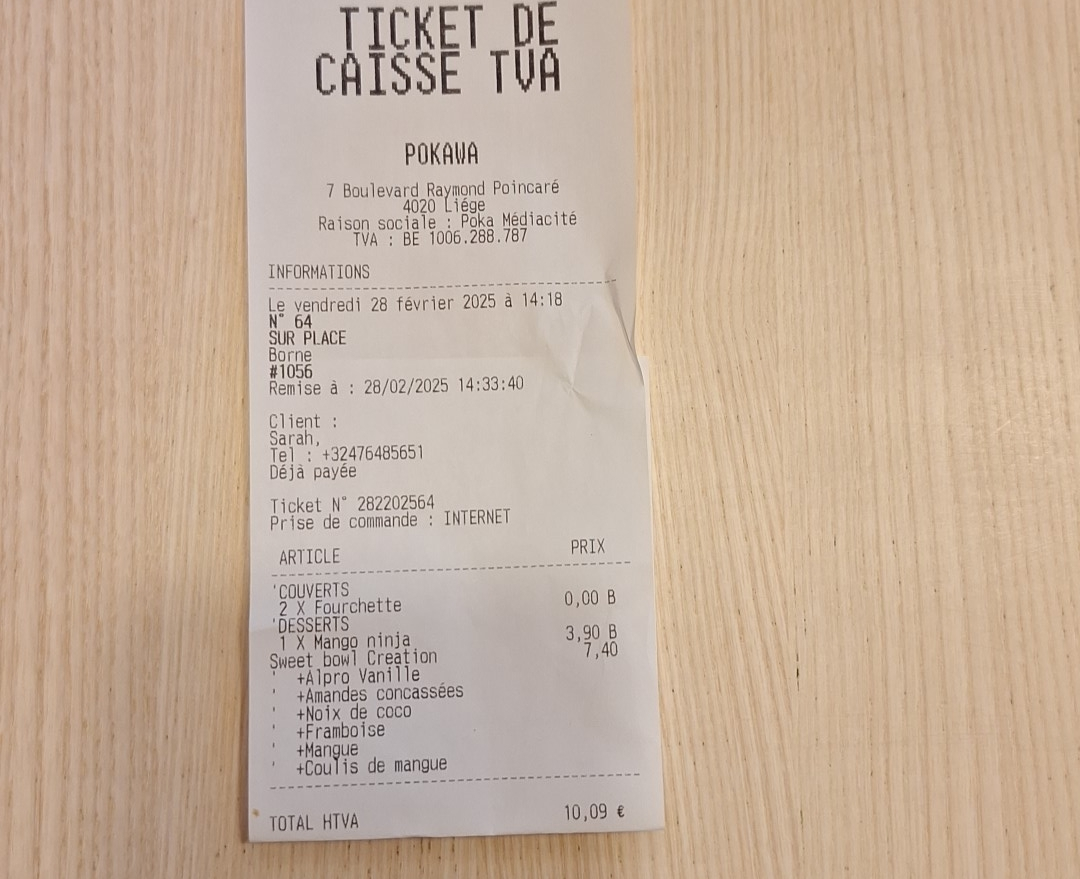 TICKET DE
CAISSE TVA
POKAWA
7 Boulevard Raymond Poincaré
4020 Liége
Raison sociale : Poka Médiacité
TVA : BE 1006.288.787
INFORMATIONS
Le vendredi 28 février 2025 à 14:18
N° 64
SUR PLACE
Borne
#1056
Remise à : 28/02/2025 14:33:40
Client :
Sarah,
Tel : +32476485651
Déjà payée
Ticket N° 282202564
Prise de commande : INTERNET
ARTICLE PRIX
'COUVERTS
2 X Fourchette 0,00 B
'DESSERTS
1 X Mango ninja 3,90 B
Sweet bowl Creation 7,40
' +Alpro Vanille
' +Amandes concassées
' +Noix de coco
' +Framboise
' +Mangue
' +Coulis de mangue
TOTAL HTVA 10,09 €